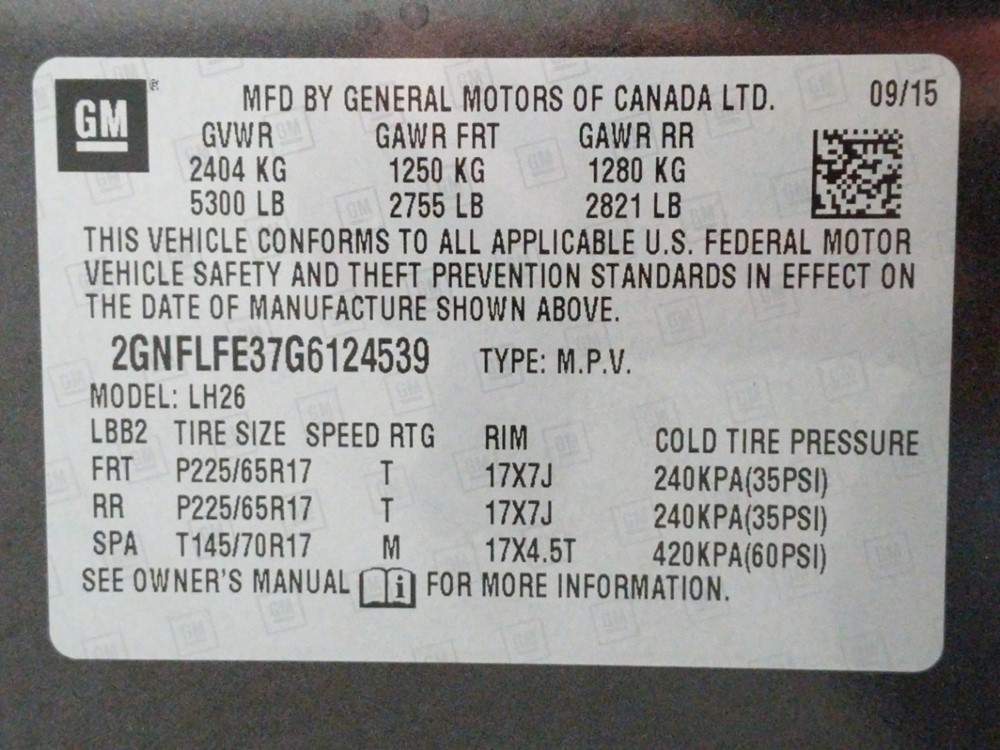 GM ® MFD BY GENERAL MOTORS OF CANADA LTD. 09/15
GVWR GAWR FRT GAWR RR
2404 KG 1250 KG 1280 KG
5300 LB 2755 LB 2821 LB
THIS VEHICLE CONFORMS TO ALL APPLICABLE U.S. FEDERAL MOTOR
VEHICLE SAFETY AND THEFT PREVENTION STANDARDS IN EFFECT ON
THE DATE OF MANUFACTURE SHOWN ABOVE.
2GNFLFE37G6124539 TYPE: M.P.V.
MODEL: LH26
LBB2 TIRE SIZE SPEED RTG RIM COLD TIRE PRESSURE
FRT P225/65R17 T 17X7J 240KPA(35PSI)
RR P225/65R17 T 17X7J 240KPA(35PSI)
SPA T145/70R17 M 17X4.5T 420KPA(60PSI)
SEE OWNER'S MANUAL i FOR MORE INFORMATION.